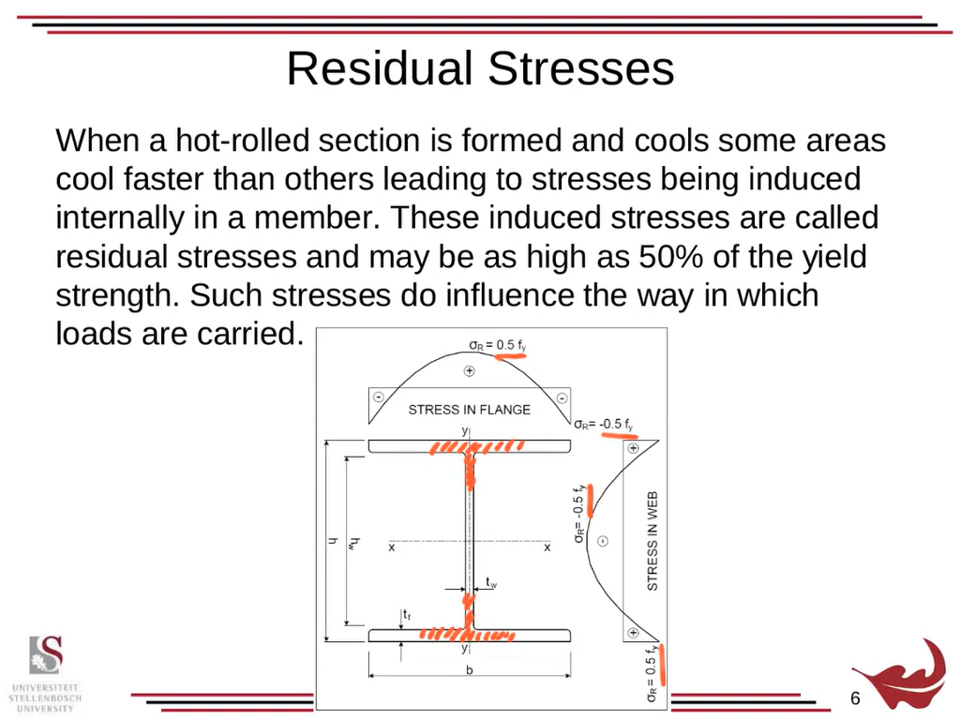 Residual Stresses
When a hot-rolled section is formed and cools some areas
cool faster than others leading to stresses being induced
internally in a member. These induced stresses are called
residual stresses and may be as high as 50% of the yield
strength. Such stresses do influence the way in which
loads are carried.
σR = 0.5 fy
+
- -
STRESS IN FLANGE
σR= -0.5 fy
y
+
h
hw
x x
tw
σR= -0.5 fy
-
STRESS IN WEB
tf
y
+
b
σR = 0.5 fy
S
UNIVERSITEIT
STELLENBOSCH
UNIVERSITY
6